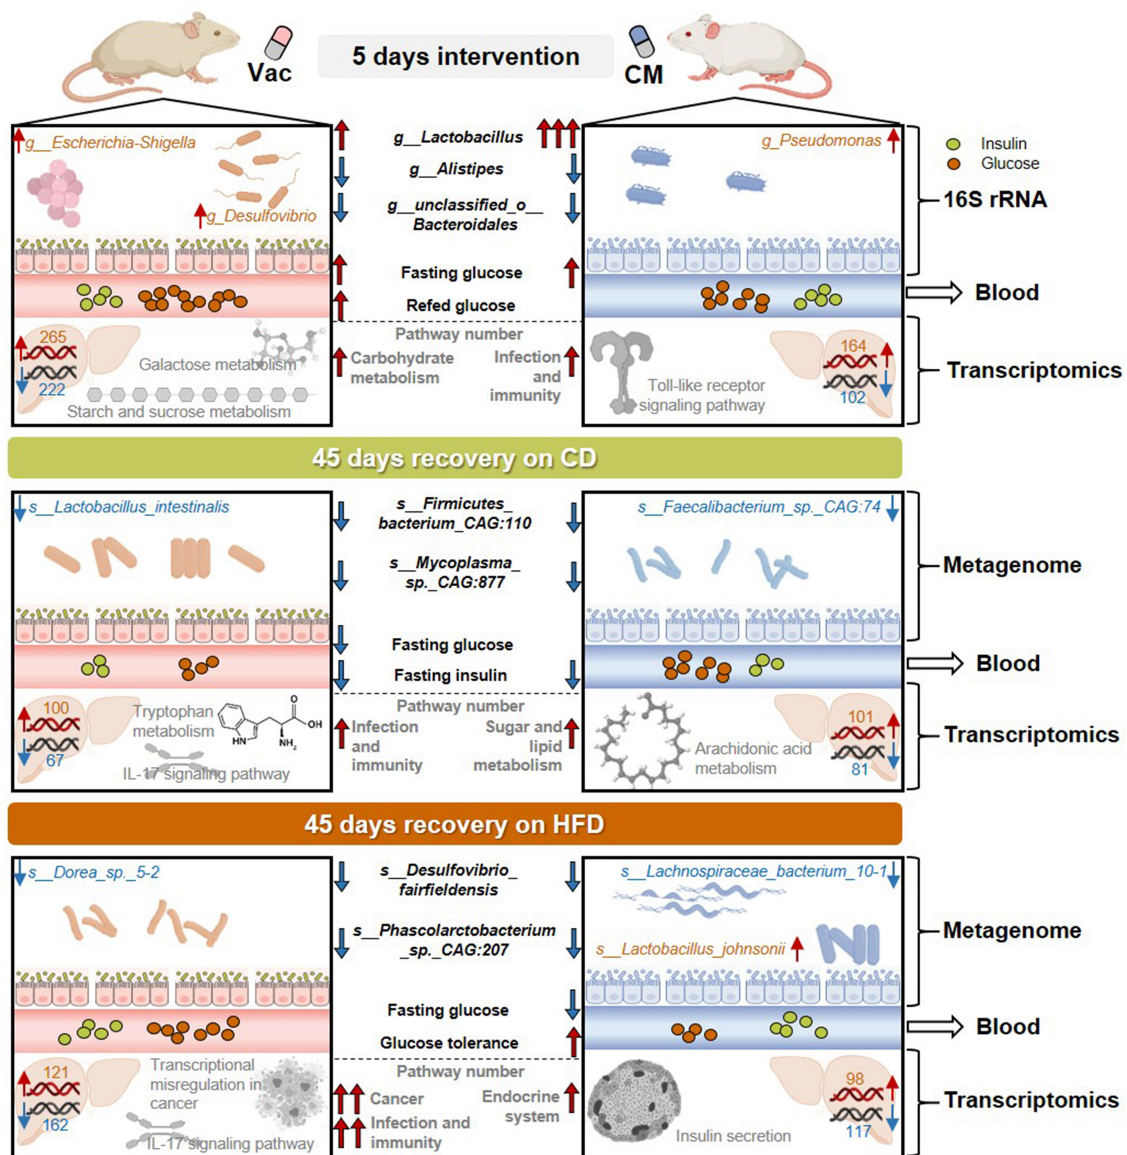 5 days intervention
Vac
CM
g__Escherichia-Shigella
g_Desulfovibrio
g__Lactobacillus
g__Alistipes
g__unclassified_o__
Bacteroidales
Fasting glucose
Refed glucose
g_Pseudomonas
Insulin
Glucose
16S rRNA
Blood
265
222
Galactose metabolism
Starch and sucrose metabolism
Pathway number
Carbohydrate
metabolism
Infection
and
immunity
Toll-like receptor
signaling pathway
164
102
Transcriptomics
45 days recovery on CD
s__Lactobacillus_intestinalis
s__Firmicutes_
bacterium_CAG:110
s__Mycoplasma_
sp._CAG:877
Fasting glucose
Fasting insulin
s__Faecalibacterium_sp._CAG:74
Metagenome
Blood
100
67
Tryptophan
metabolism
O
OH
NH2
HN
IL-17 signaling pathway
Pathway number
Infection
and
immunity
Sugar and
lipid
metabolism
Arachidonic acid
metabolism
101
81
Transcriptomics
45 days recovery on HFD
s__Dorea_sp._5-2
s__Desulfovibrio_
fairfieldensis
s__Phascolarctobacterium
_sp._CAG:207
Fasting glucose
Glucose tolerance
s__Lachnospiraceae_bacterium_10-1
s__Lactobacillus_johnsonii
Metagenome
Blood
121
162
Transcriptional
misregulation in
cancer
IL-17 signaling pathway
Pathway number
Cancer
Infection and
immunity
Endocrine
system
Insulin secretion
98
117
Transcriptomics